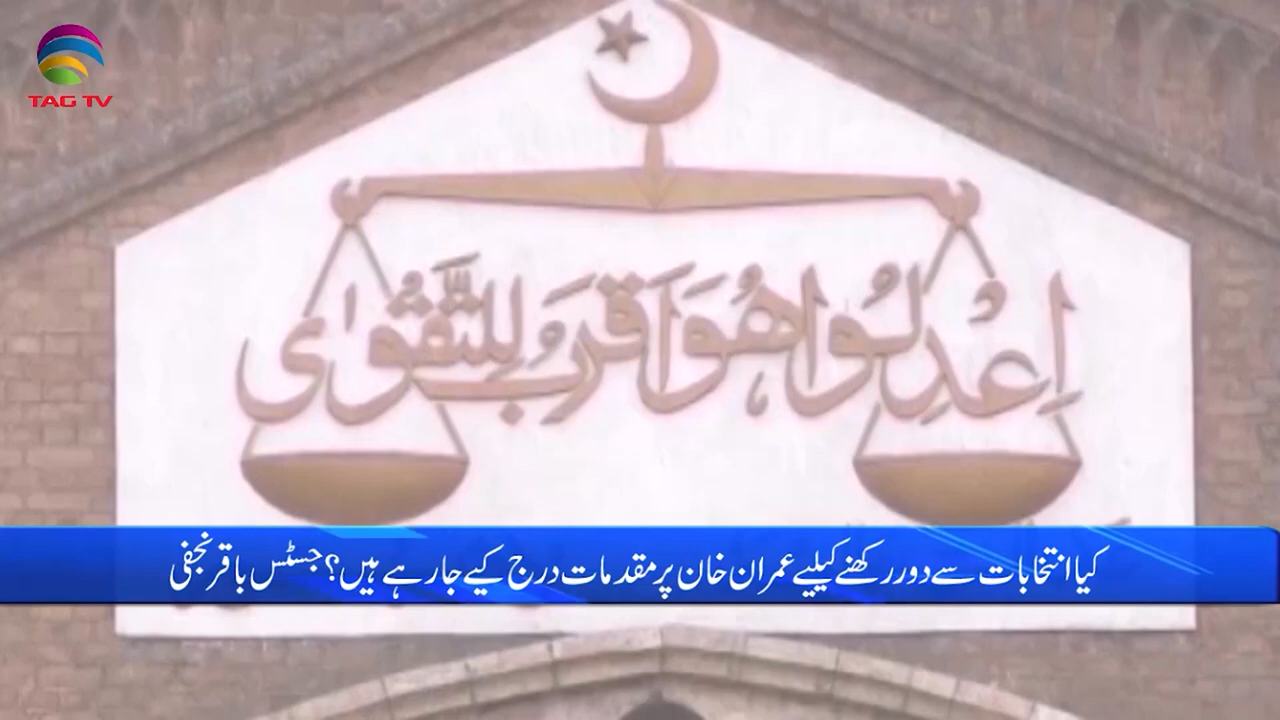 TAG TV
اِعْدِلُوا هُوَ اَقْرَبُ لِلتَّقْوٰی
کیا انتخابات سے دور رکھنے کیلیے عمران خان پر مقدمات درج کیے جا رہے ہیں؟ جسٹس باقر نجفی